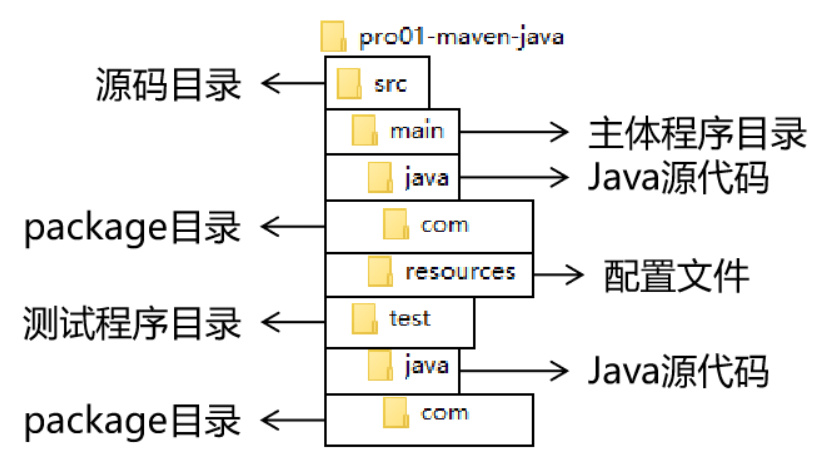 pro01-maven-java
源码目录
src
main
主体程序目录
java
Java源代码
package目录
com
resources
配置文件
测试程序目录
test
java
Java源代码
package目录
com